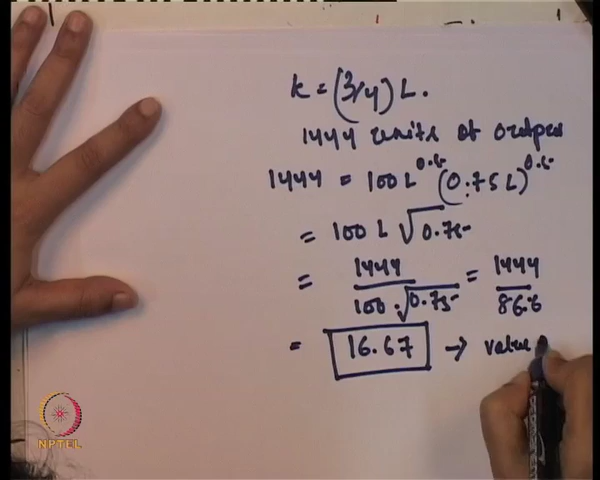 K = (3/4) L.
1444 units of output
1444 = 100 L^0.5 (0.75 L)^0.5
= 100 L √0.75
= 1444 / 100·√0.75 = 1444 / 86.6
= 16.67 → value
NPTEL